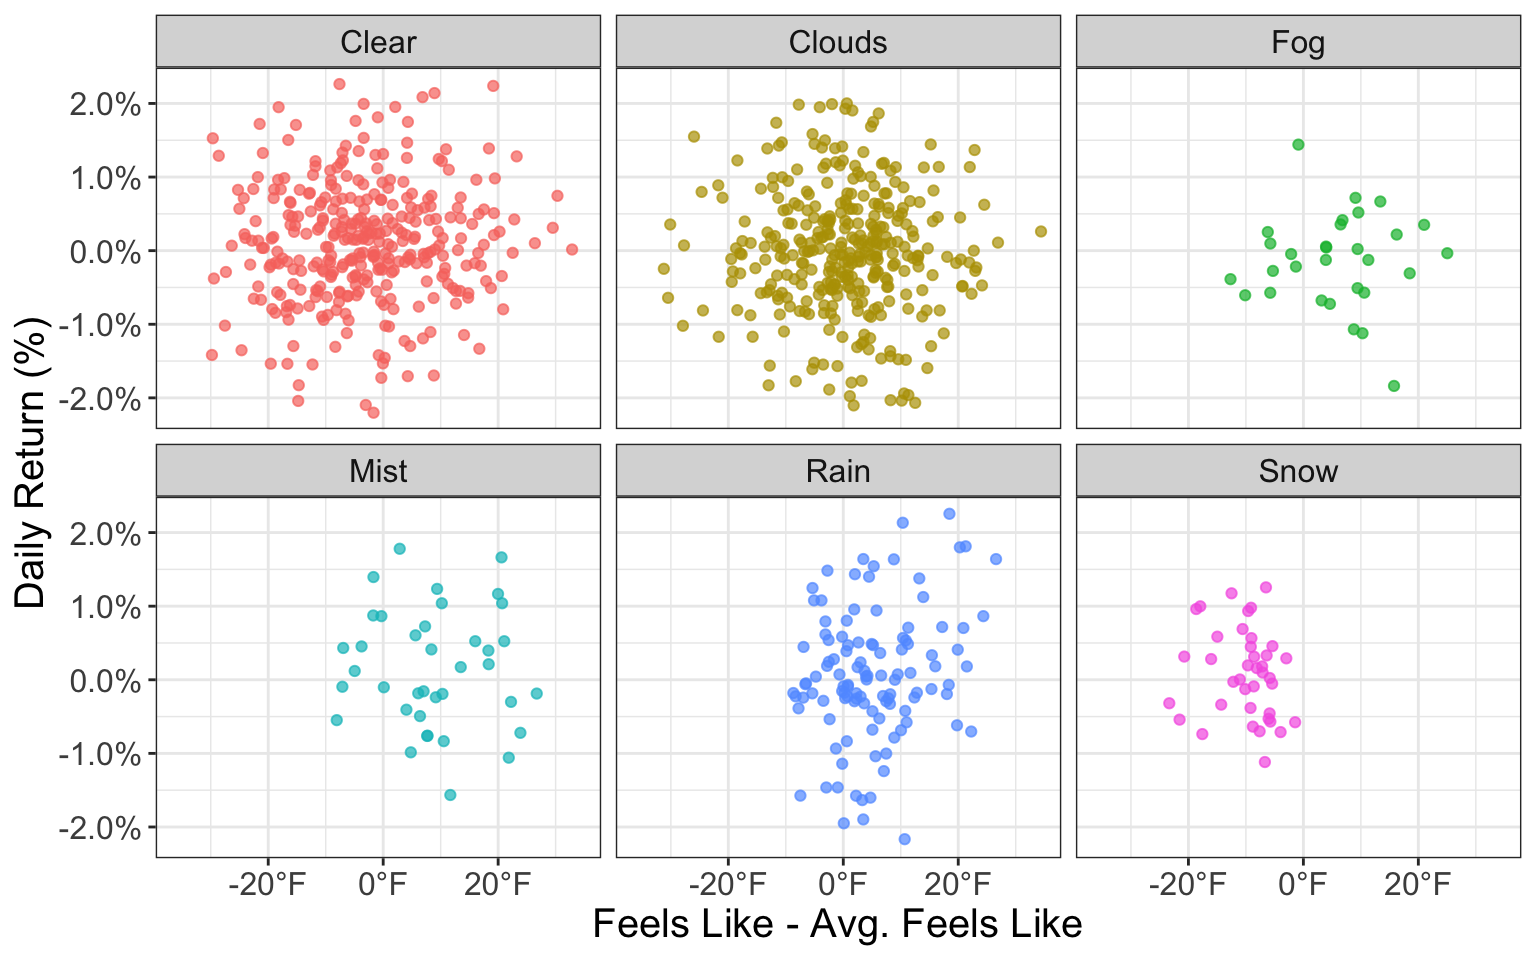 Clear
Clouds
Fog
2.0%
1.0%
0.0%
-1.0%
-2.0%
Mist
Rain
Snow
2.0%
1.0%
0.0%
-1.0%
-2.0%
Daily Return (%)
-20°F
0°F
20°F
-20°F
0°F
20°F
-20°F
0°F
20°F
Feels Like - Avg. Feels Like